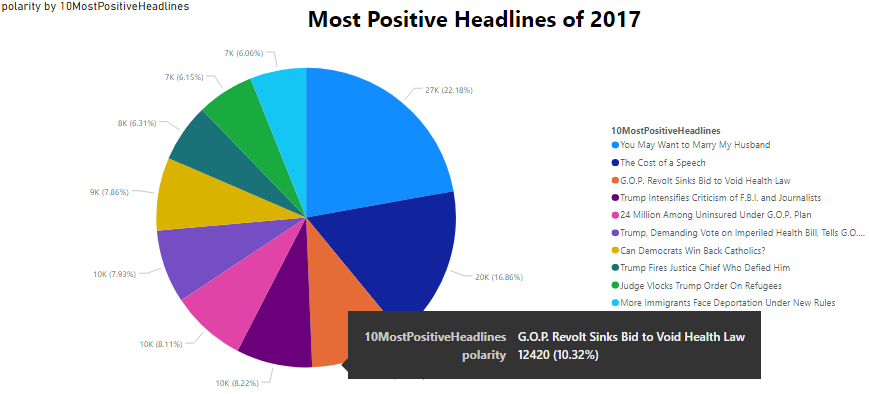 polarity by 10MostPositiveHeadlines
Most Positive Headlines of 2017
7K (6.06%)
7K (6.15%)
8K (6.31%)
9K (7.86%)
10K (7.93%)
10K (8.11%)
10K (8.22%)
27K (22.18%)
20K (16.86%)
10MostPositiveHeadlines
You May Want to Marry My Husband
The Cost of a Speech
G.O.P. Revolt Sinks Bid to Void Health Law
Trump Intensifies Criticism of F.B.I. and Journalists
24 Million Among Uninsured Under G.O.P. Plan
Trump, Demanding Vote on Imperiled Health Bill, Tells G.O....
Can Democrats Win Back Catholics?
Trump Fires Justice Chief Who Defied Him
Judge Vlocks Trump Order On Refugees
More Immigrants Face Deportation Under New Rules
10MostPositiveHeadlines G.O.P. Revolt Sinks Bid to Void Health Law
polarity 12420 (10.32%)